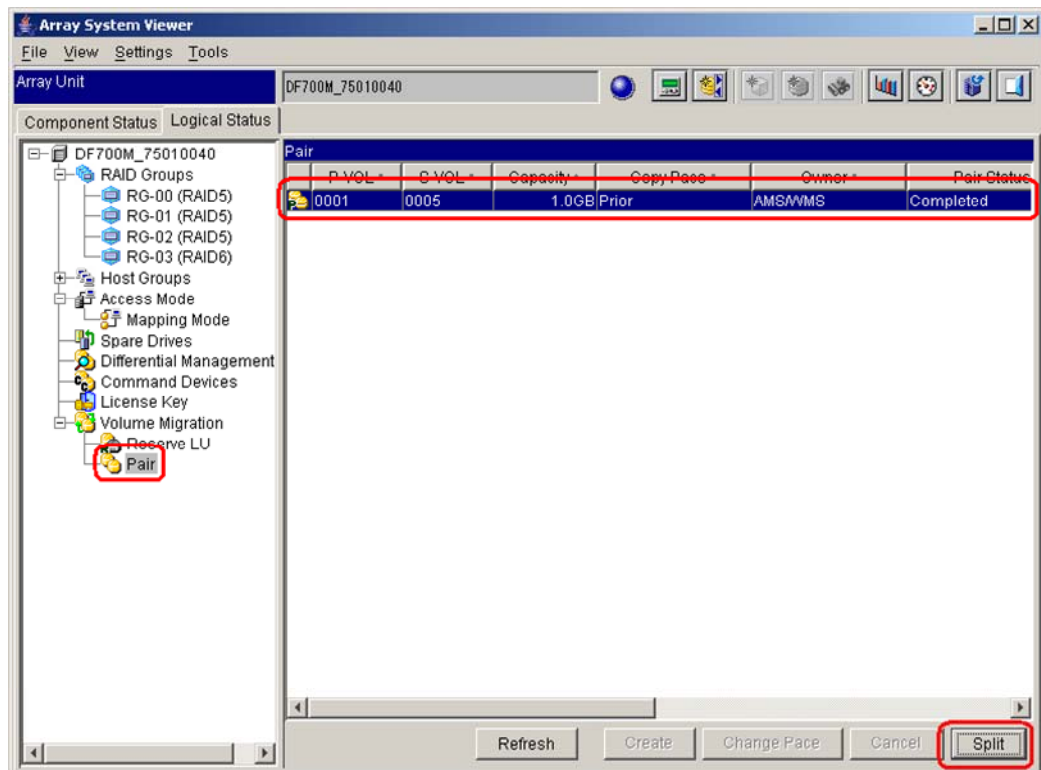 Array System Viewer
File View Settings Tools
Array Unit
DF700M_75010040
Component Status Logical Status
DF700M_75010040
RAID Groups
RG-00 (RAID5)
RG-01 (RAID5)
RG-02 (RAID5)
RG-03 (RAID6)
Host Groups
Access Mode
Mapping Mode
Spare Drives
Differential Management
Command Devices
License Key
Volume Migration
Reserve LU
Pair
Pair
P-VOL S-VOL Capacity Copy Pace Owner Pair Status
0001 0005 1.0GB Prior AMS/WMS Completed
Refresh Create Change Pace Cancel Split